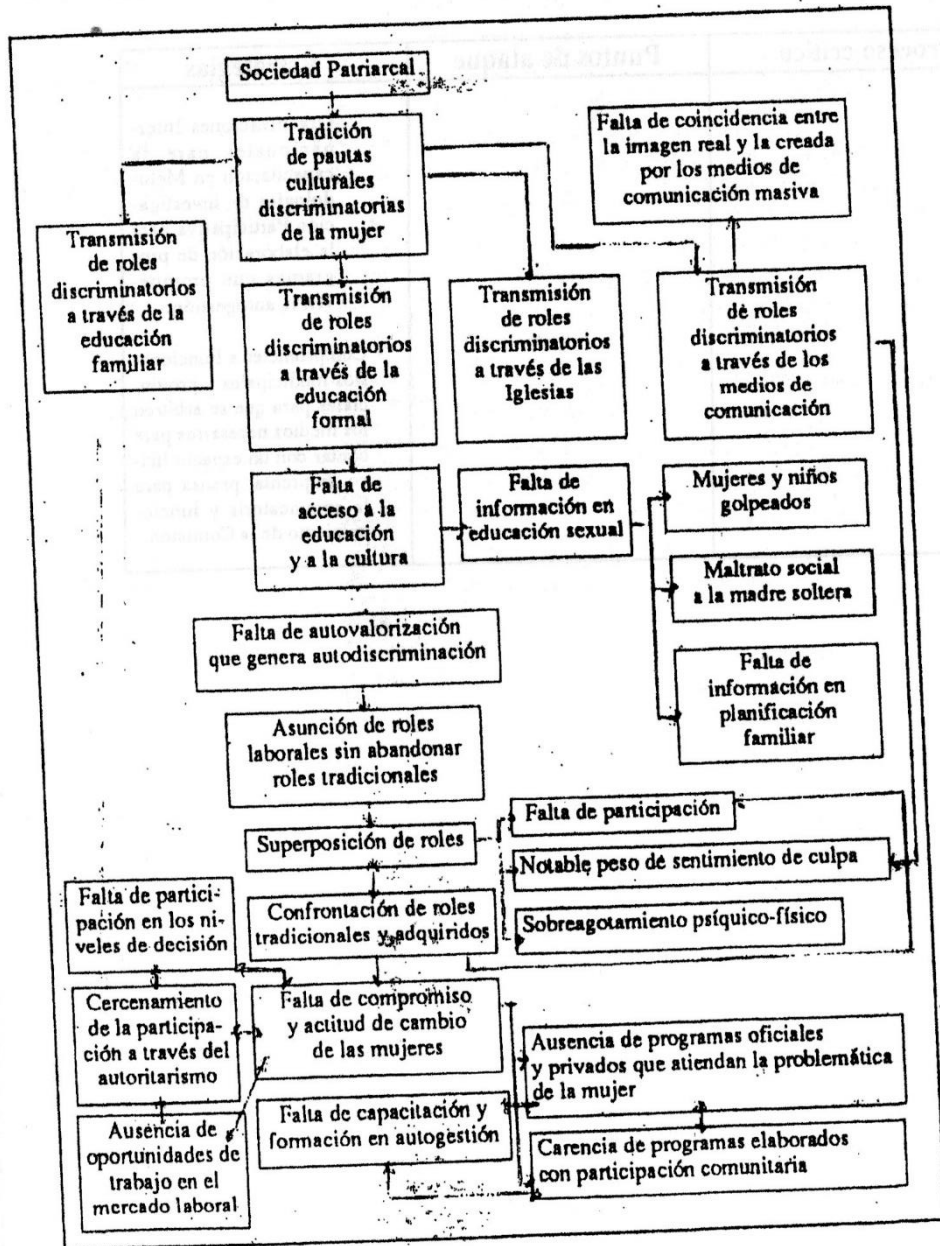 Puntos de ataque
Sociedad Patriarcal
Tradición
de pautas
culturales
discriminatorias
de la mujer
Falta de coincidencia entre
la imagen real y la creada
por los medios de
comunicación masiva
Transmisión
de roles
discriminatorios
a través de la
educación
familiar
Transmisión
de roles
discriminatorios
a través de la
educación
formal
Transmisión
de roles
discriminatorios
a través de las
Iglesias
Transmisión
de roles
discriminatorios
a través de los
medios de
comunicación
Falta de
acceso a la
educación
y a la cultura
Falta de
información en
educación sexual
Mujeres y niños
golpeados
Maltrato social
a la madre soltera
Falta de
información en
planificación
familiar
Falta de autovalorización
que genera autodiscriminación
Asunción de roles
laborales sin abandonar
roles tradicionales
Superposición de roles
Falta de participación
Notable peso de sentimiento de culpa
Sobreagotamiento psíquico-físico
Confrontación de roles
tradicionales y adquiridos
Falta de partici-
pación en los ni-
veles de decisión
Cercenamiento
de la participa-
ción a través del
autoritarismo
Falta de compromiso
y actitud de cambio
de las mujeres
Ausencia de
oportunidades de
trabajo en el
mercado laboral
Falta de capacitación y
formación en autogestión
Ausencia de programas oficiales
y privados que atiendan la problemática
de la mujer
Carencia de programas elaborados
con participación comunitaria